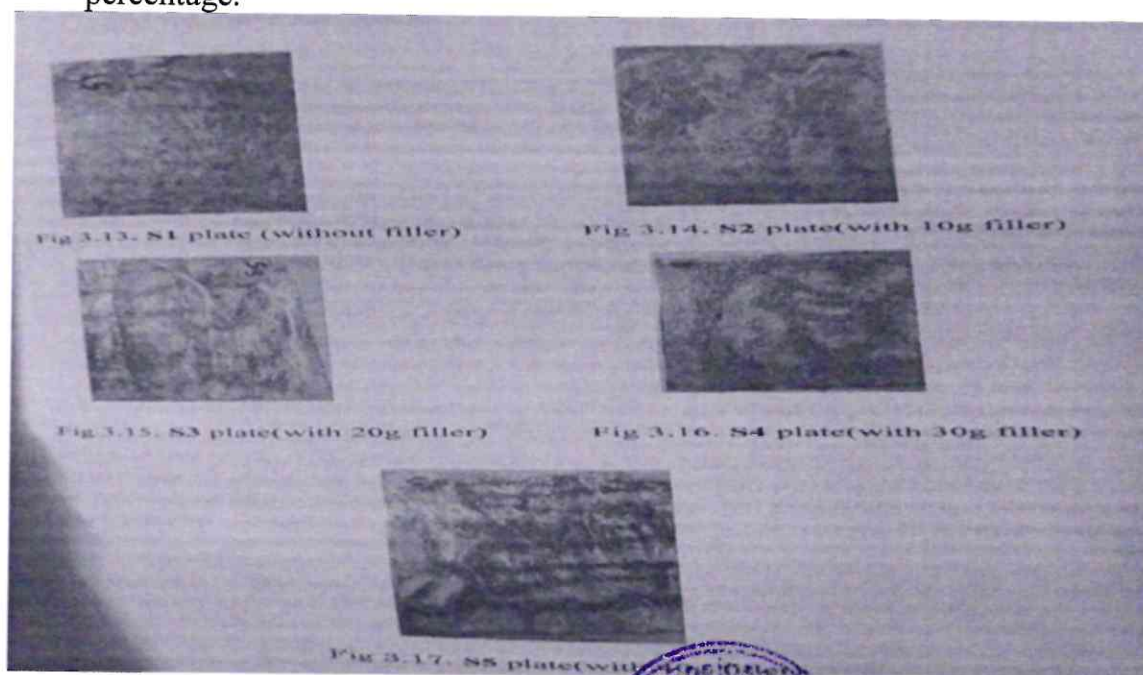 percentage.
Fig 3.13. S1 plate (without filler)
Fig 3.14. S2 plate(with 10g filler)
Fig 3.15. S3 plate(with 20g filler)
Fig 3.16. S4 plate(with 30g filler)
Fig 3.17. S5 plate(with